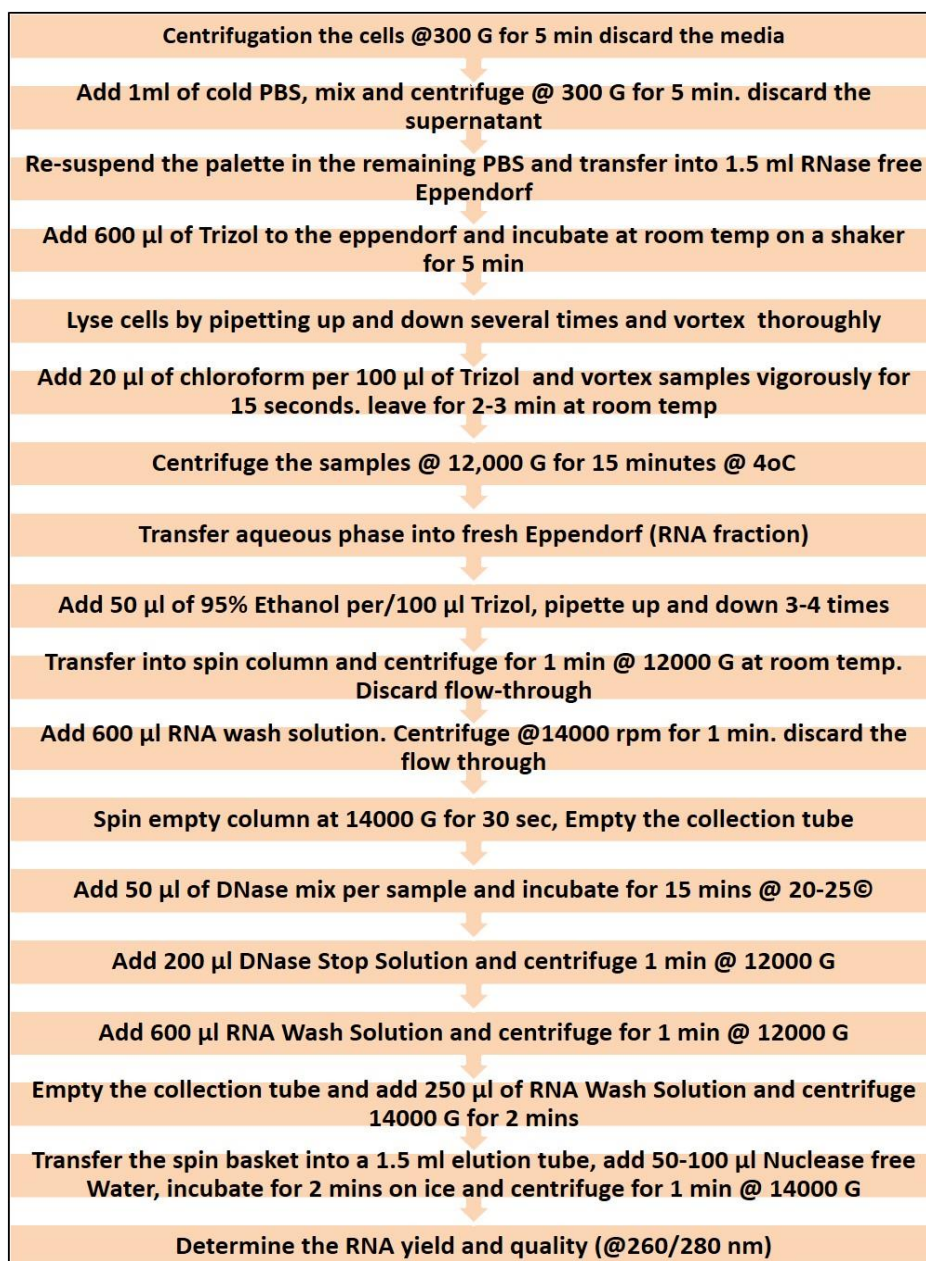 Centrifugation the cells @300 G for 5 min discard the media
Add 1ml of cold PBS, mix and centrifuge @ 300 G for 5 min. discard the
supernatant
Re-suspend the palette in the remaining PBS and transfer into 1.5 ml RNase free
Eppendorf
Add 600 µl of Trizol to the eppendorf and incubate at room temp on a shaker
for 5 min
Lyse cells by pipetting up and down several times and vortex thoroughly
Add 20 µl of chloroform per 100 µl of Trizol and vortex samples vigorously for
15 seconds. leave for 2-3 min at room temp
Centrifuge the samples @ 12,000 G for 15 minutes @ 4oC
Transfer aqueous phase into fresh Eppendorf (RNA fraction)
Add 50 µl of 95% Ethanol per/100 µl Trizol, pipette up and down 3-4 times
Transfer into spin column and centrifuge for 1 min @ 12000 G at room temp.
Discard flow-through
Add 600 µl RNA wash solution. Centrifuge @14000 rpm for 1 min. discard the
flow through
Spin empty column at 14000 G for 30 sec, Empty the collection tube
Add 50 µl of DNase mix per sample and incubate for 15 mins @ 20-25©
Add 200 µl DNase Stop Solution and centrifuge 1 min @ 12000 G
Add 600 µl RNA Wash Solution and centrifuge for 1 min @ 12000 G
Empty the collection tube and add 250 µl of RNA Wash Solution and centrifuge
14000 G for 2 mins
Transfer the spin basket into a 1.5 ml elution tube, add 50-100 µl Nuclease free
Water, incubate for 2 mins on ice and centrifuge for 1 min @ 14000 G
Determine the RNA yield and quality (@260/280 nm)